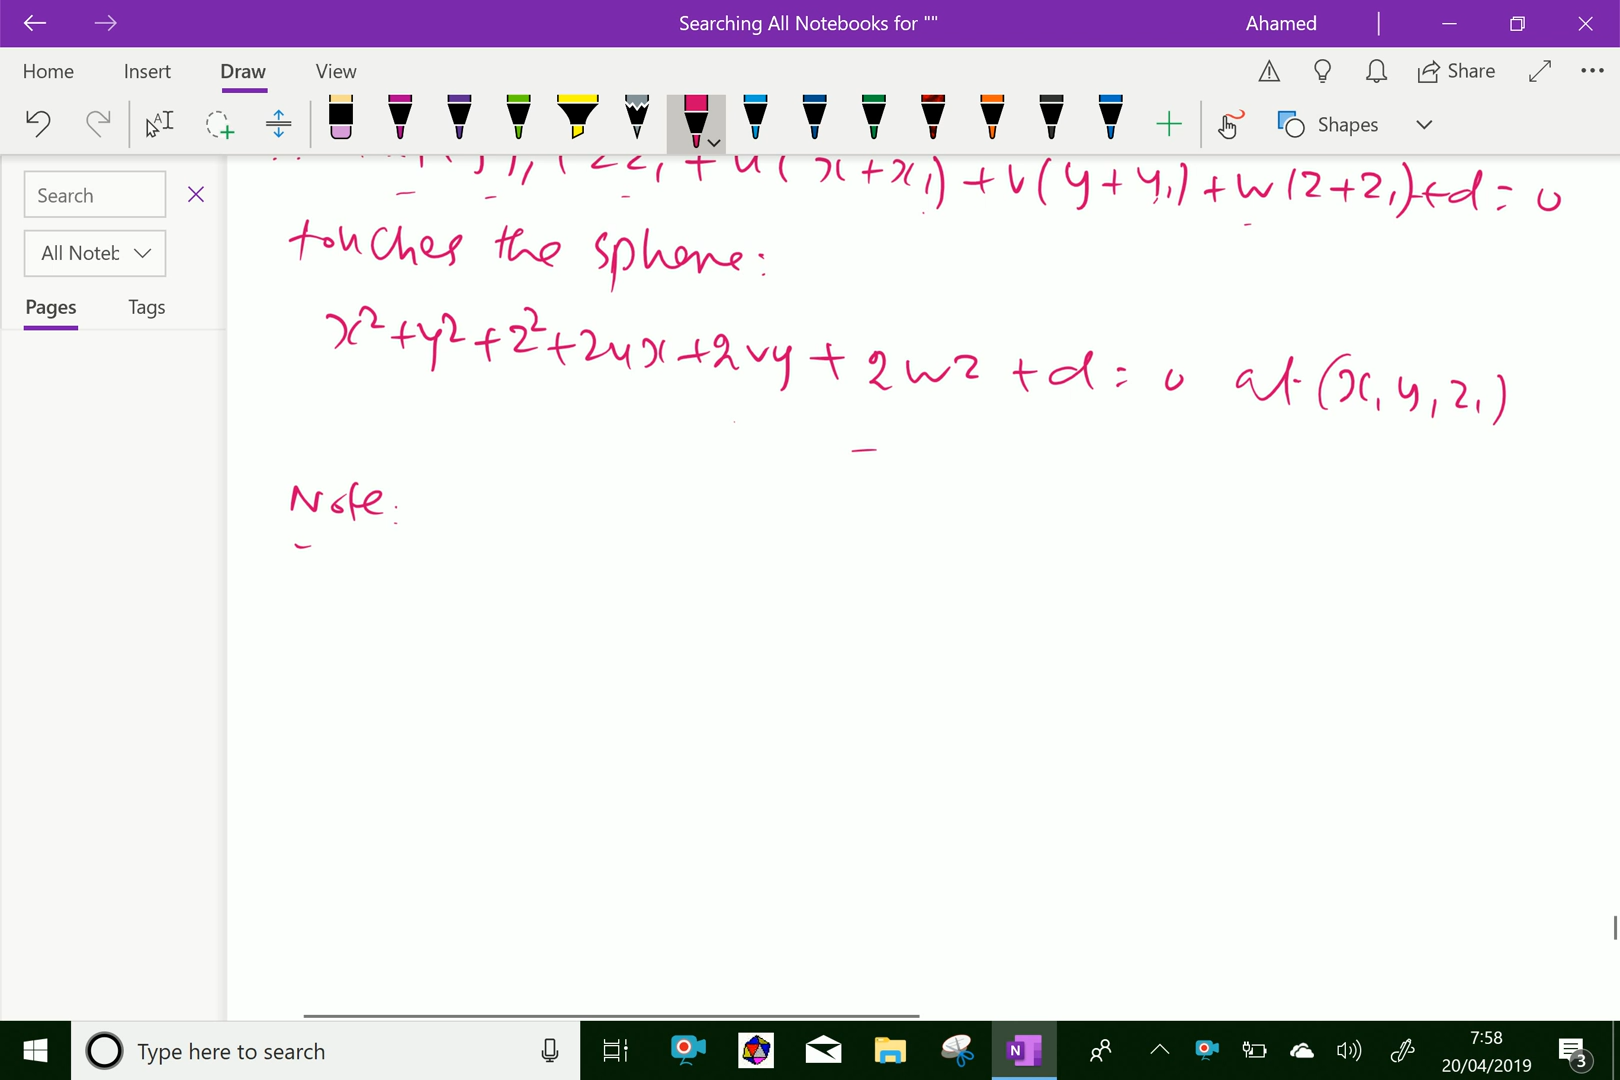 Searching All Notebooks for ""
Ahamed
Home Insert Draw View
Share
Shapes
Search
All Noteb
Pages Tags
zz₁ + u(x+x₁) + v(y+y₁) + w(z+z₁)+d = 0
touches the sphere:
x²+y²+z²+2ux+2vy+2wz+d=0 at (x₁ y₁ z₁)
Note:
Type here to search
7:58
20/04/2019
3